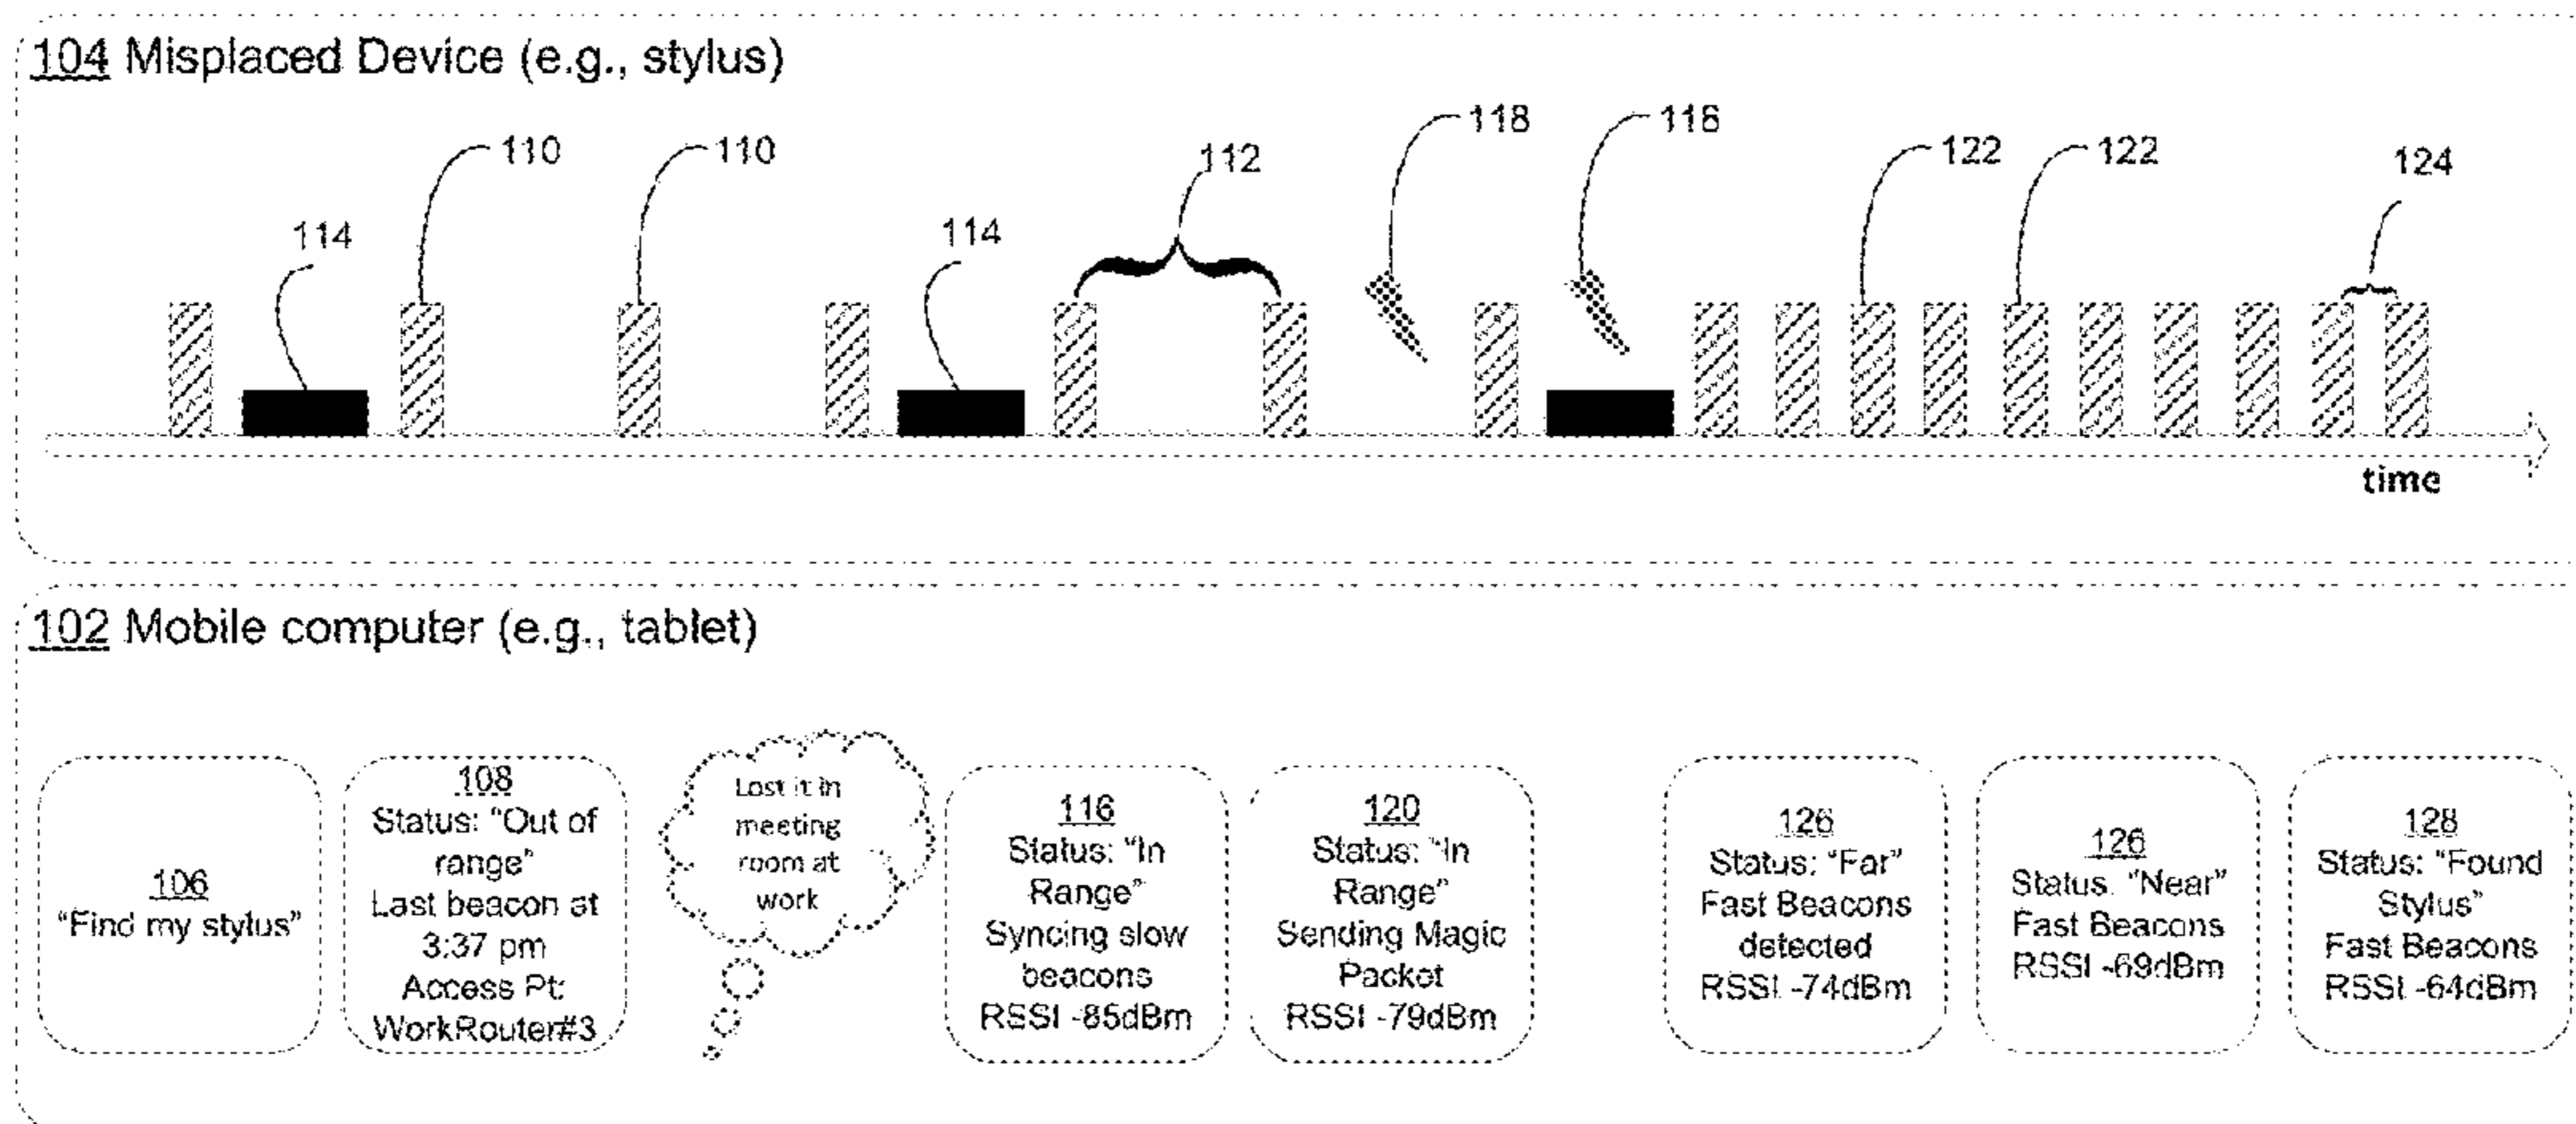 104 Misplaced Device (e.g., stylus)
118
116
110
110
112
122
122
124
114
114
time
102 Mobile computer (e.g., tablet)
106
"Find my stylus"
108
Status: "Out of
range"
Last beacon at
3:37 pm
Access Pt:
WorkRouter#3
Lost it in
meeting
room at
work
116
Status: "In
Range"
Syncing slow
beacons
RSSI -85dBm
120
Status: "In
Range"
Sending Magic
Packet
RSSI -79dBm
126
Status: "Far"
Fast Beacons
detected
RSSI -74dBm
126
Status. "Near"
Fast Beacons
RSSI -69dBm
128
Status: "Found
Stylus"
Fast Beacons
RSSI -64dBm